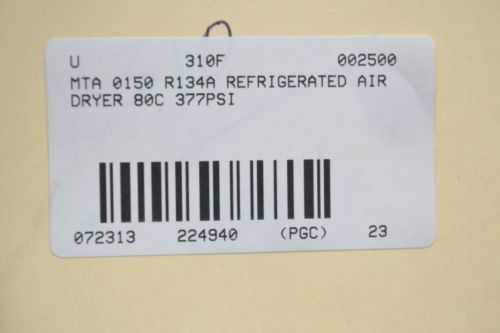 U 310F 002500
MTA 0150 R134A REFRIGERATED AIR
DRYER 80C 377PSI
072313 224940 (PGC) 23